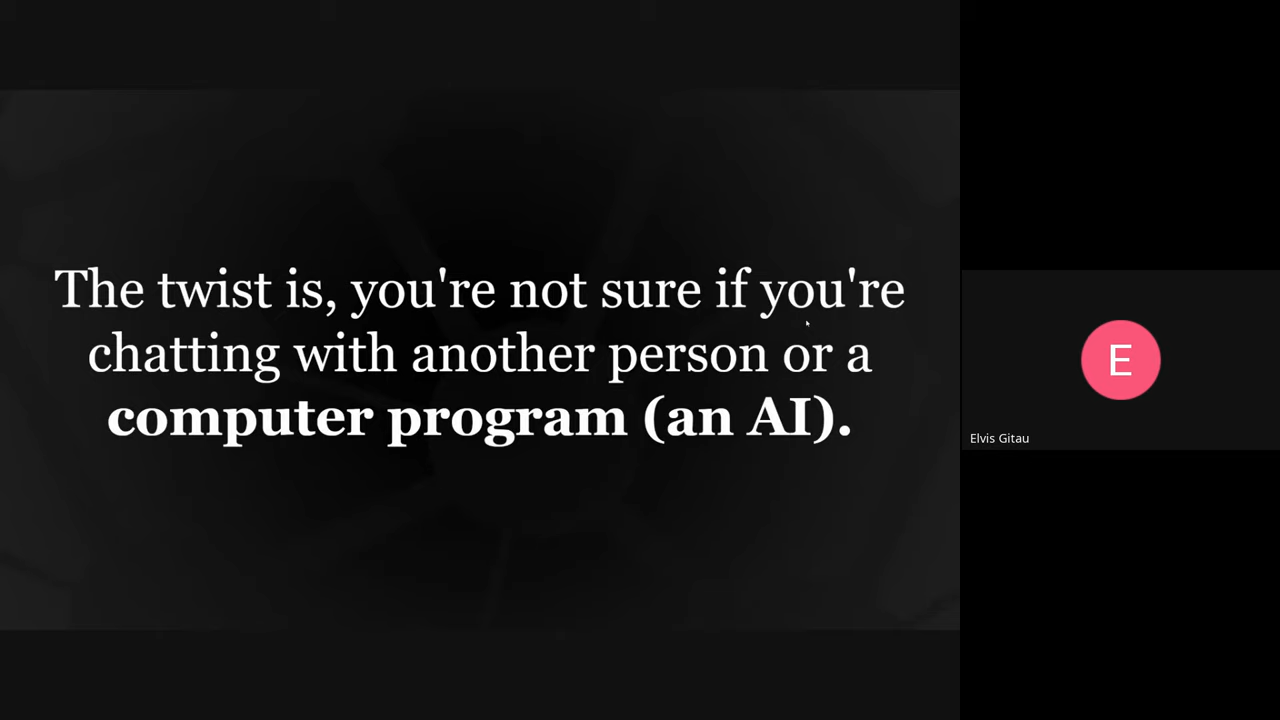 The twist is, you're not sure if you're
chatting with another person or a
computer program (an AI).
E
Elvis Gitau